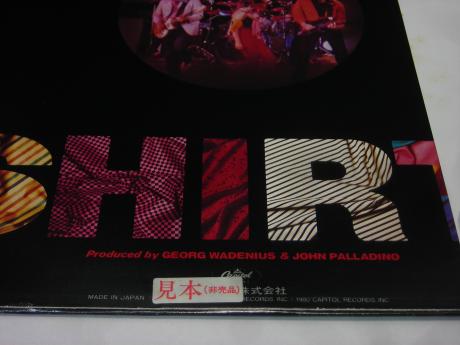 SHIRT
Produced by GEORG WADENIUS & JOHN PALLADINO
Capitol
見本(非売品)
株式会社
MADE IN JAPAN
RECORDS INC · 1980 CAPITOL RECORDS INC